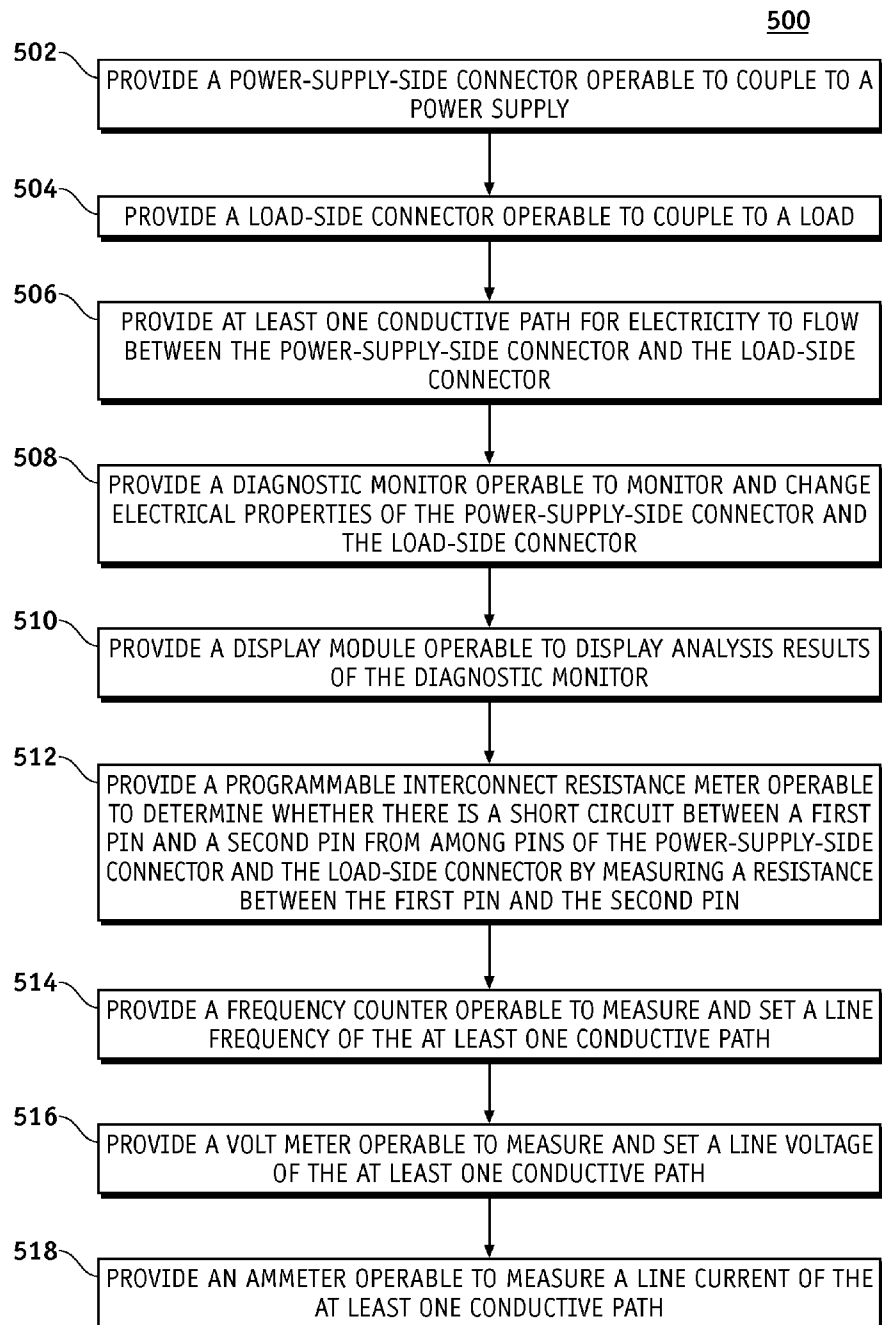 500
502
PROVIDE A POWER-SUPPLY-SIDE CONNECTOR OPERABLE TO COUPLE TO A
POWER SUPPLY
504
PROVIDE A LOAD-SIDE CONNECTOR OPERABLE TO COUPLE TO A LOAD
506
PROVIDE AT LEAST ONE CONDUCTIVE PATH FOR ELECTRICITY TO FLOW
BETWEEN THE POWER-SUPPLY-SIDE CONNECTOR AND THE LOAD-SIDE
CONNECTOR
508
PROVIDE A DIAGNOSTIC MONITOR OPERABLE TO MONITOR AND CHANGE
ELECTRICAL PROPERTIES OF THE POWER-SUPPLY-SIDE CONNECTOR AND
THE LOAD-SIDE CONNECTOR
510
PROVIDE A DISPLAY MODULE OPERABLE TO DISPLAY ANALYSIS RESULTS
OF THE DIAGNOSTIC MONITOR
512
PROVIDE A PROGRAMMABLE INTERCONNECT RESISTANCE METER OPERABLE
TO DETERMINE WHETHER THERE IS A SHORT CIRCUIT BETWEEN A FIRST
PIN AND A SECOND PIN FROM AMONG PINS OF THE POWER-SUPPLY-SIDE
CONNECTOR AND THE LOAD-SIDE CONNECTOR BY MEASURING A RESISTANCE
BETWEEN THE FIRST PIN AND THE SECOND PIN
514
PROVIDE A FREQUENCY COUNTER OPERABLE TO MEASURE AND SET A LINE
FREQUENCY OF THE AT LEAST ONE CONDUCTIVE PATH
516
PROVIDE A VOLT METER OPERABLE TO MEASURE AND SET A LINE VOLTAGE
OF THE AT LEAST ONE CONDUCTIVE PATH
518
PROVIDE AN AMMETER OPERABLE TO MEASURE A LINE CURRENT OF THE
AT LEAST ONE CONDUCTIVE PATH